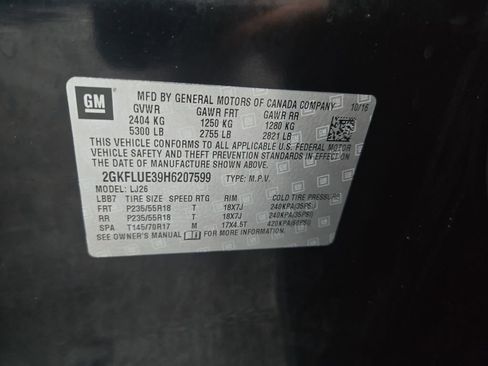 GM
MFD BY GENERAL MOTORS OF CANADA COMPANY 10/16
GVWR GAWR FRT GAWR RR
2404 KG 1250 KG 1280 KG
5300 LB 2755 LB 2821 LB
THIS VEHICLE CONFORMS TO ALL APPLICABLE U.S. FEDERAL MOTOR
VEHICLE SAFETY AND THEFT PREVENTION STANDARDS IN EFFECT ON
THE DATE OF MANUFACTURE SHOWN ABOVE.
2GKFLUE39H6207599 TYPE: M.P.V.
MODEL: LJ26
LBB7 TIRE SIZE SPEED RTG RIM COLD TIRE PRESSURE
FRT P235/55R18 T 18X7J 240KPA(35PSI)
RR P235/55R18 T 18X7J 240KPA(35PSI)
SPA T145/70R17 M 17X4.5T 420KPA(60PSI)
SEE OWNER'S MANUAL FOR MORE INFORMATION.